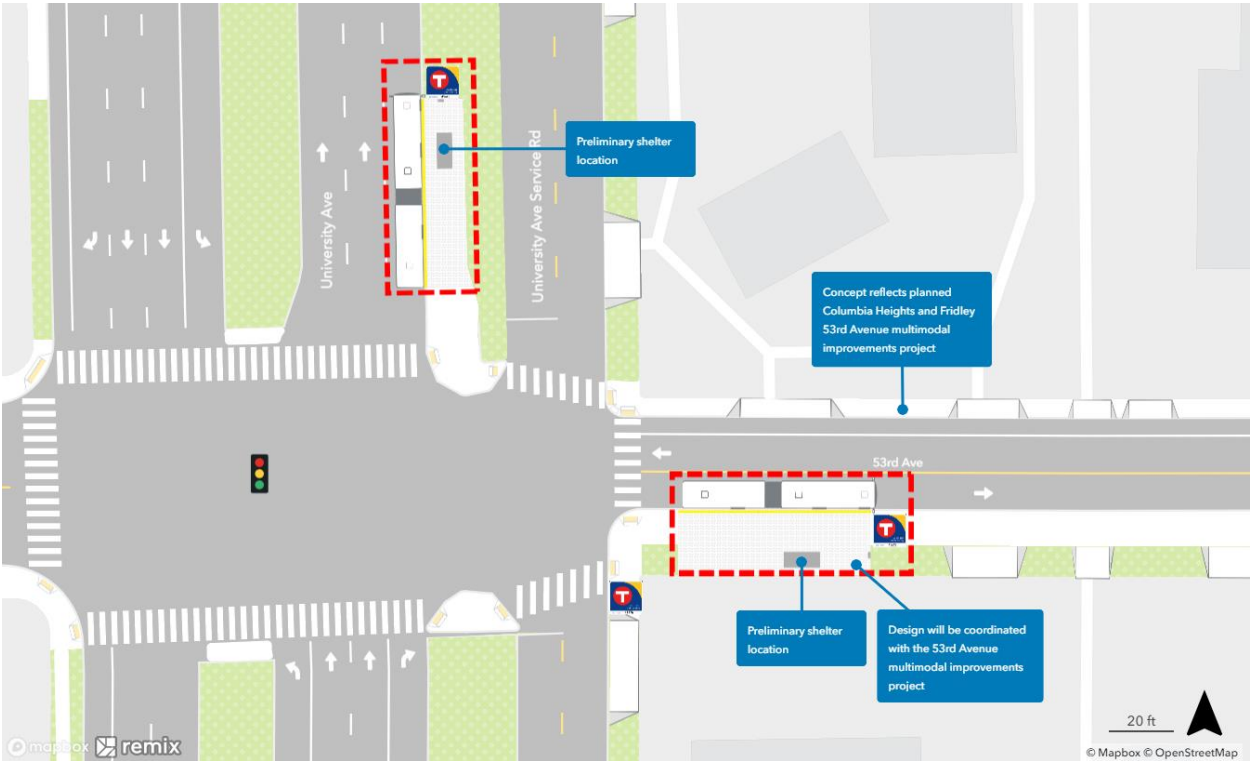 University Ave
University Ave Service Rd
T
Preliminary shelter
location
Concept reflects planned
Columbia Heights and Fridley
53rd Avenue multimodal
improvements project
53rd Ave
T
T
Preliminary shelter
location
Design will be coordinated
with the 53rd Avenue
multimodal improvements
project
20 ft
mapbox remix
© Mapbox © OpenStreetMap